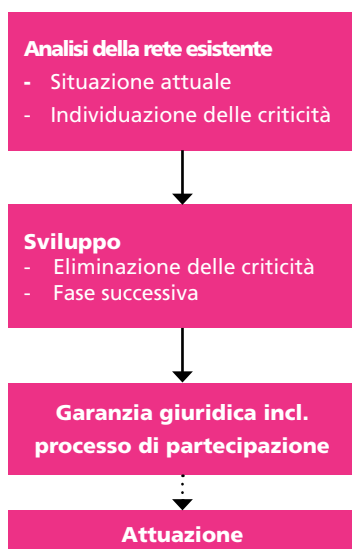 Analisi della rete esistente
- Situazione attuale
- Individuazione delle criticità
Sviluppo
- Eliminazione delle criticità
- Fase successiva
Garanzia giuridica incl.
processo di partecipazione
Attuazione